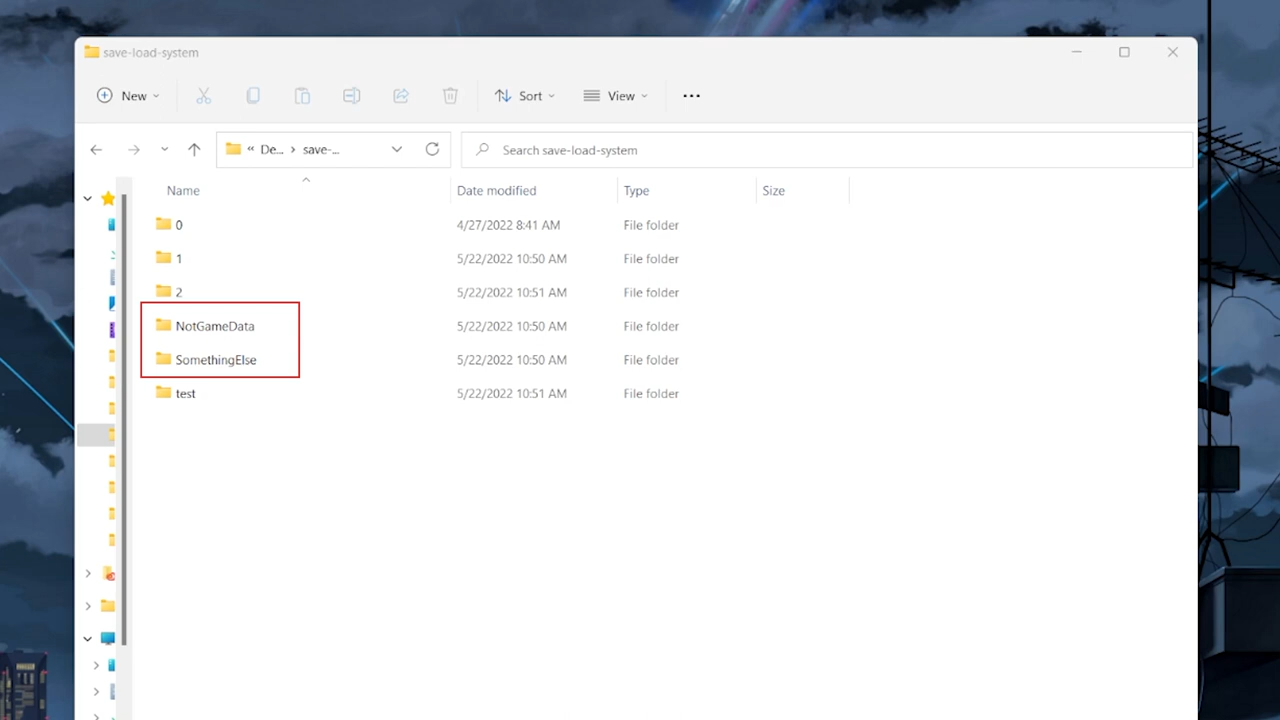 save-load-system
New Sort View
« De... > save-... Search save-load-system
Name Date modified Type Size
0 4/27/2022 8:41 AM File folder
1 5/22/2022 10:50 AM File folder
2 5/22/2022 10:51 AM File folder
NotGameData 5/22/2022 10:50 AM File folder
SomethingElse 5/22/2022 10:50 AM File folder
test 5/22/2022 10:51 AM File folder